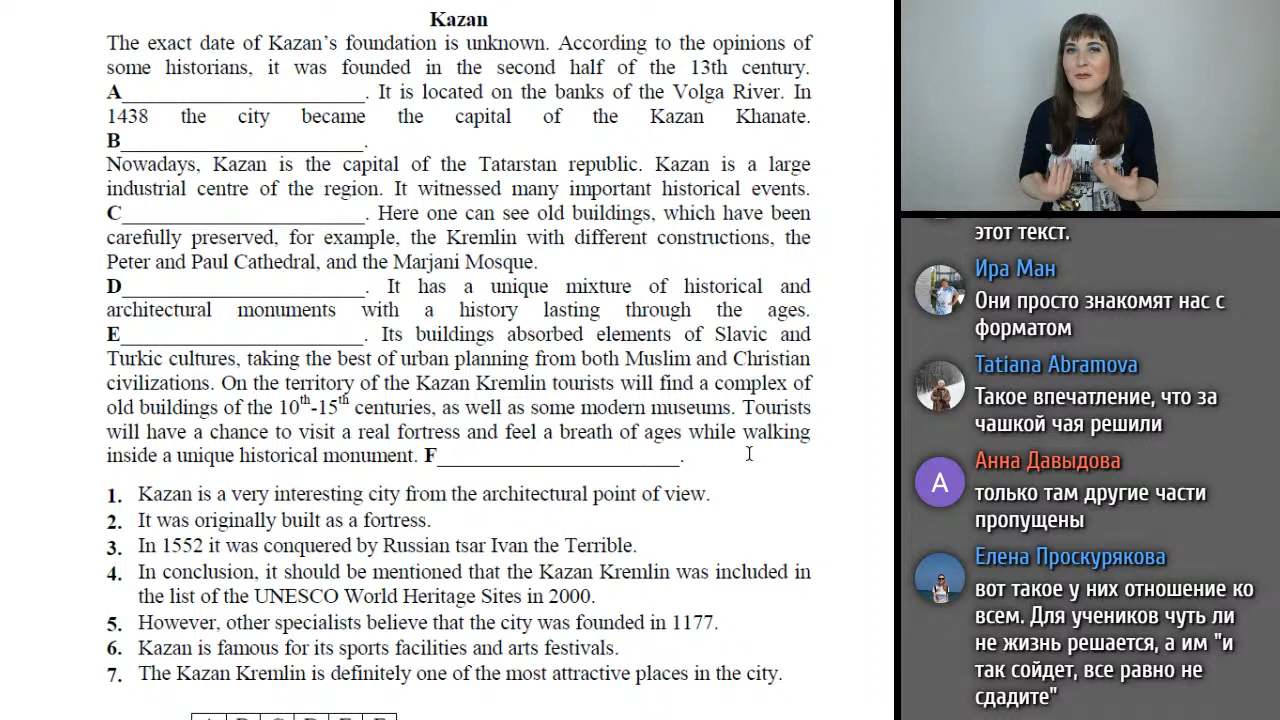 Kazan
The exact date of Kazan's foundation is unknown. According to the opinions of
some historians, it was founded in the second half of the 13th century.
A______________________. It is located on the banks of the Volga River. In
1438 the city became the capital of the Kazan Khanate.
B______________________.
Nowadays, Kazan is the capital of the Tatarstan republic. Kazan is a large
industrial centre of the region. It witnessed many important historical events.
C______________________. Here one can see old buildings, which have been
carefully preserved, for example, the Kremlin with different constructions, the
Peter and Paul Cathedral, and the Marjani Mosque.
D______________________. It has a unique mixture of historical and
architectural monuments with a history lasting through the ages.
E______________________. Its buildings absorbed elements of Slavic and
Turkic cultures, taking the best of urban planning from both Muslim and Christian
civilizations. On the territory of the Kazan Kremlin tourists will find a complex of
old buildings of the 10th-15th centuries, as well as some modern museums. Tourists
will have a chance to visit a real fortress and feel a breath of ages while walking
inside a unique historical monument. F______________________.
1. Kazan is a very interesting city from the architectural point of view.
2. It was originally built as a fortress.
3. In 1552 it was conquered by Russian tsar Ivan the Terrible.
4. In conclusion, it should be mentioned that the Kazan Kremlin was included in
the list of the UNESCO World Heritage Sites in 2000.
5. However, other specialists believe that the city was founded in 1177.
6. Kazan is famous for its sports facilities and arts festivals.
7. The Kazan Kremlin is definitely one of the most attractive places in the city.
этот текст.
Ира Ман
Они просто знакомят нас с
форматом
Tatiana Abramova
Такое впечатление, что за
чашкой чая решили
А
Анна Давыдова
только там другие части
пропущены
Елена Проскурякова
вот такое у них отношение ко
всем. Для учеников чуть ли
не жизнь решается, а им "и
так сойдет, все равно не
сдадите"